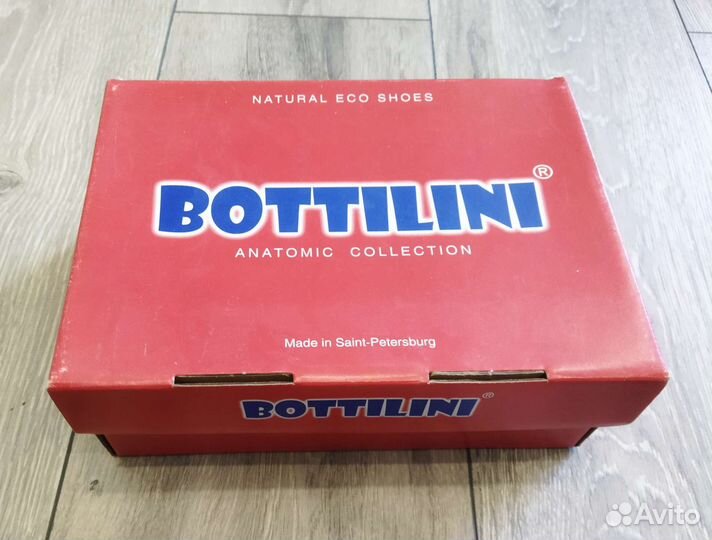 NATURAL ECO SHOES
BOTTILINI®
ANATOMIC COLLECTION
Made in Saint-Petersburg
BOTTILINI®
Avito